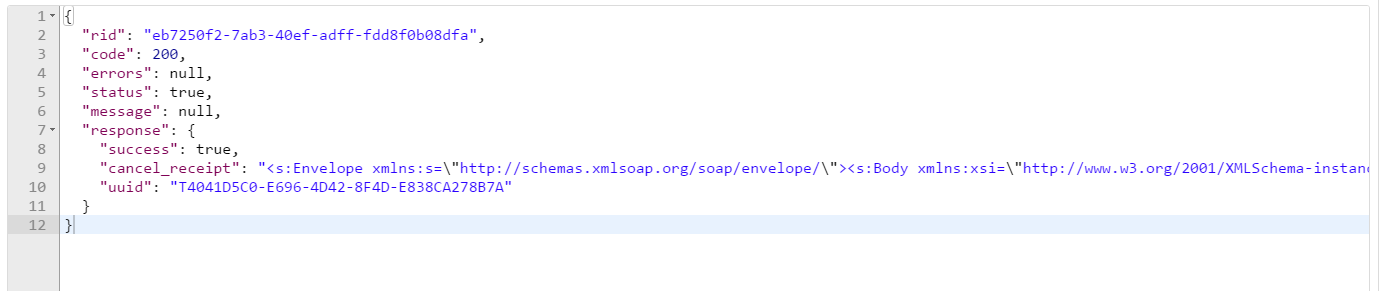 1 {
2 "rid": "eb7250f2-7ab3-40ef-adff-fdd8f0b08dfa",
3 "code": 200,
4 "errors": null,
5 "status": true,
6 "message": null,
7 "response": {
8 "success": true,
9 "cancel_receipt": "<s:Envelope xmlns:s=\"http://schemas.xmlsoap.org/soap/envelope/\"><s:Body xmlns:xsi=\"http://www.w3.org/2001/XMLSchema-instanc
10 "uuid": "T4041D5C0-E696-4D42-8F4D-E838CA278B7A"
11 }
12 }